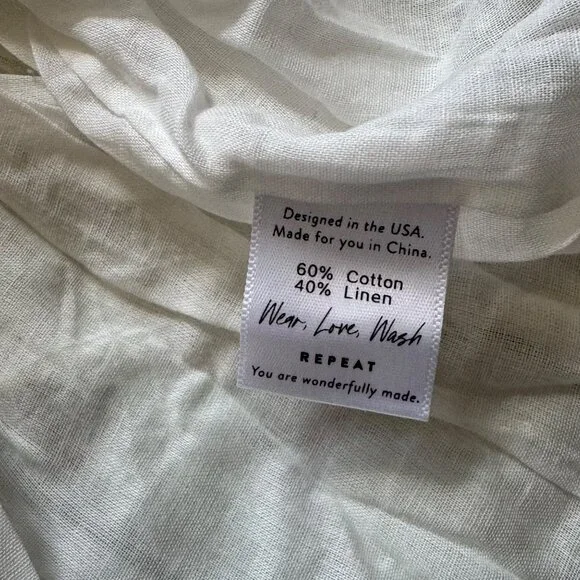 Designed in the USA.
Made for you in China.
60% Cotton
40% Linen
Wear, Love, Wash
REPEAT
You are wonderfully made.